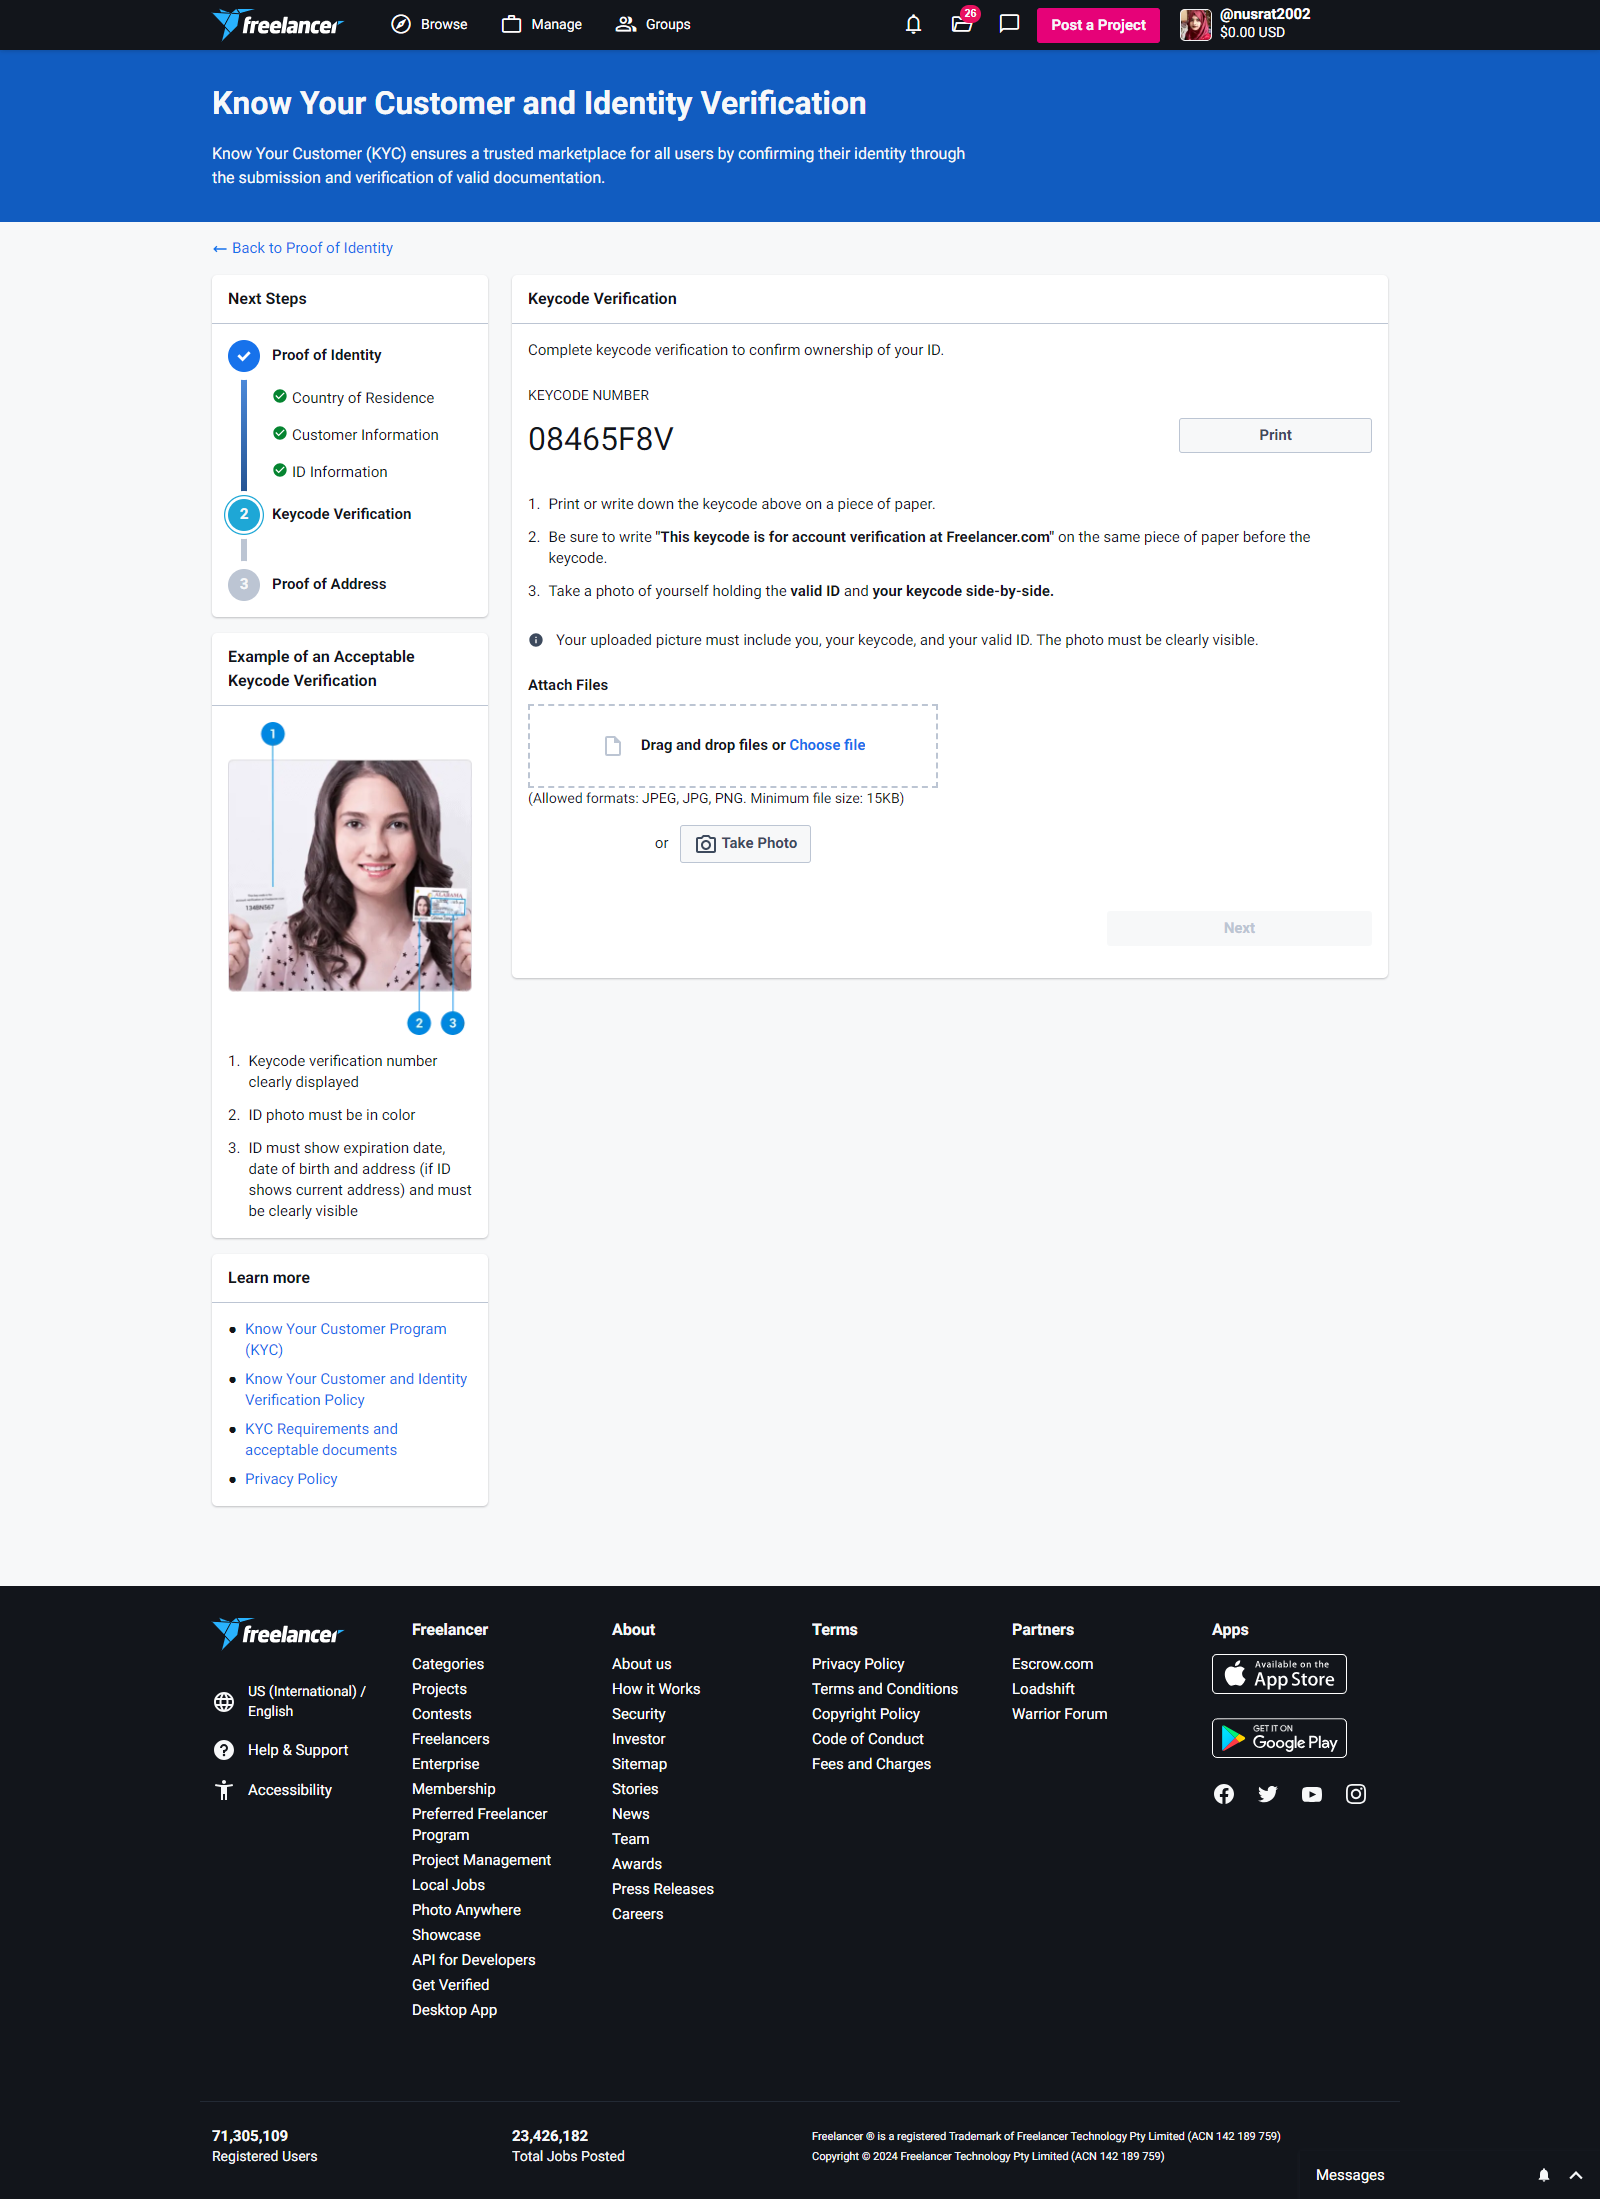 freelancer
Browse
Manage
Groups
26
Post a Project
@nusrat2002
$0.00 USD
Know Your Customer and Identity Verification
Know Your Customer (KYC) ensures a trusted marketplace for all users by confirming their identity through
the submission and verification of valid documentation.
← Back to Proof of Identity
Next Steps
Proof of Identity
Country of Residence
Customer Information
ID Information
2 Keycode Verification
3 Proof of Address
Keycode Verification
Complete keycode verification to confirm ownership of your ID.
KEYCODE NUMBER
08465F8V
Print
1. Print or write down the keycode above on a piece of paper.
2. Be sure to write "This keycode is for account verification at Freelancer.com" on the same piece of paper before the
keycode.
3. Take a photo of yourself holding the valid ID and your keycode side-by-side.
Your uploaded picture must include you, your keycode, and your valid ID. The photo must be clearly visible.
Attach Files
Drag and drop files or Choose file
(Allowed formats: JPEG, JPG, PNG. Minimum file size: 15KB)
or
Take Photo
Next
Example of an Acceptable
Keycode Verification
1
134BN567
ALABAMA
2
3
1. Keycode verification number
clearly displayed
2. ID photo must be in color
3. ID must show expiration date,
date of birth and address (if ID
shows current address) and must
be clearly visible
Learn more
Know Your Customer Program
(KYC)
Know Your Customer and Identity
Verification Policy
KYC Requirements and
acceptable documents
Privacy Policy
freelancer
US (International) /
English
Help & Support
Accessibility
Freelancer
Categories
Projects
Contests
Freelancers
Enterprise
Membership
Preferred Freelancer
Program
Project Management
Local Jobs
Photo Anywhere
Showcase
API for Developers
Get Verified
Desktop App
About
About us
How it Works
Security
Investor
Sitemap
Stories
News
Team
Awards
Press Releases
Careers
Terms
Privacy Policy
Terms and Conditions
Copyright Policy
Code of Conduct
Fees and Charges
Partners
Escrow.com
Loadshift
Warrior Forum
Apps
Available on the
App Store
GET IT ON
Google Play
71,305,109
Registered Users
23,426,182
Total Jobs Posted
Freelancer ® is a registered Trademark of Freelancer Technology Pty Limited (ACN 142 189 759)
Copyright © 2024 Freelancer Technology Pty Limited (ACN 142 189 759)
Messages